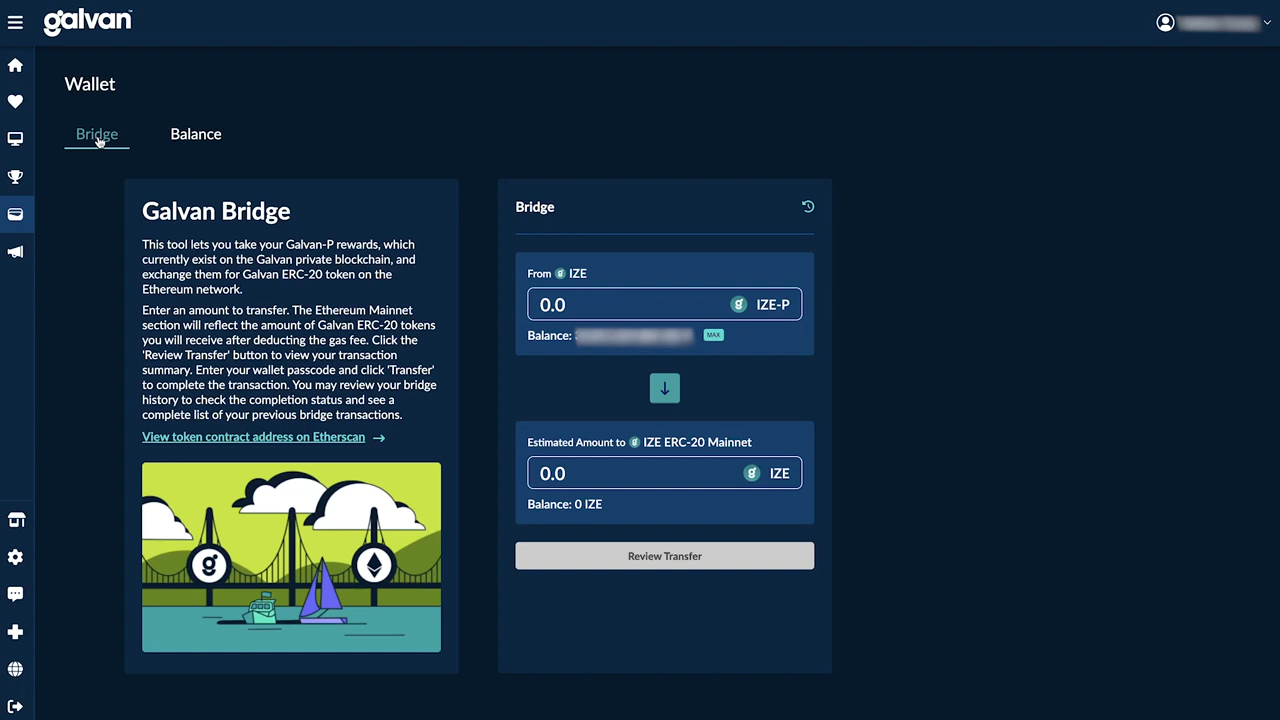 galvan
Wallet
Bridge
Balance
Galvan Bridge
This tool lets you take your Galvan-P rewards, which
currently exist on the Galvan private blockchain, and
exchange them for Galvan ERC-20 token on the
Ethereum network.
Enter an amount to transfer. The Ethereum Mainnet
section will reflect the amount of Galvan ERC-20 tokens
you will receive after deducting the gas fee. Click the
'Review Transfer' button to view your transaction
summary. Enter your wallet passcode and click 'Transfer'
to complete the transaction. You may review your bridge
history to check the completion status and see a
complete list of your previous bridge transactions.
View token contract address on Etherscan →
g
Bridge
From g IZE
0.0 g IZE-P
Balance: MAX
Estimated Amount to g IZE ERC-20 Mainnet
0.0 g IZE
Balance: 0 IZE
Review Transfer